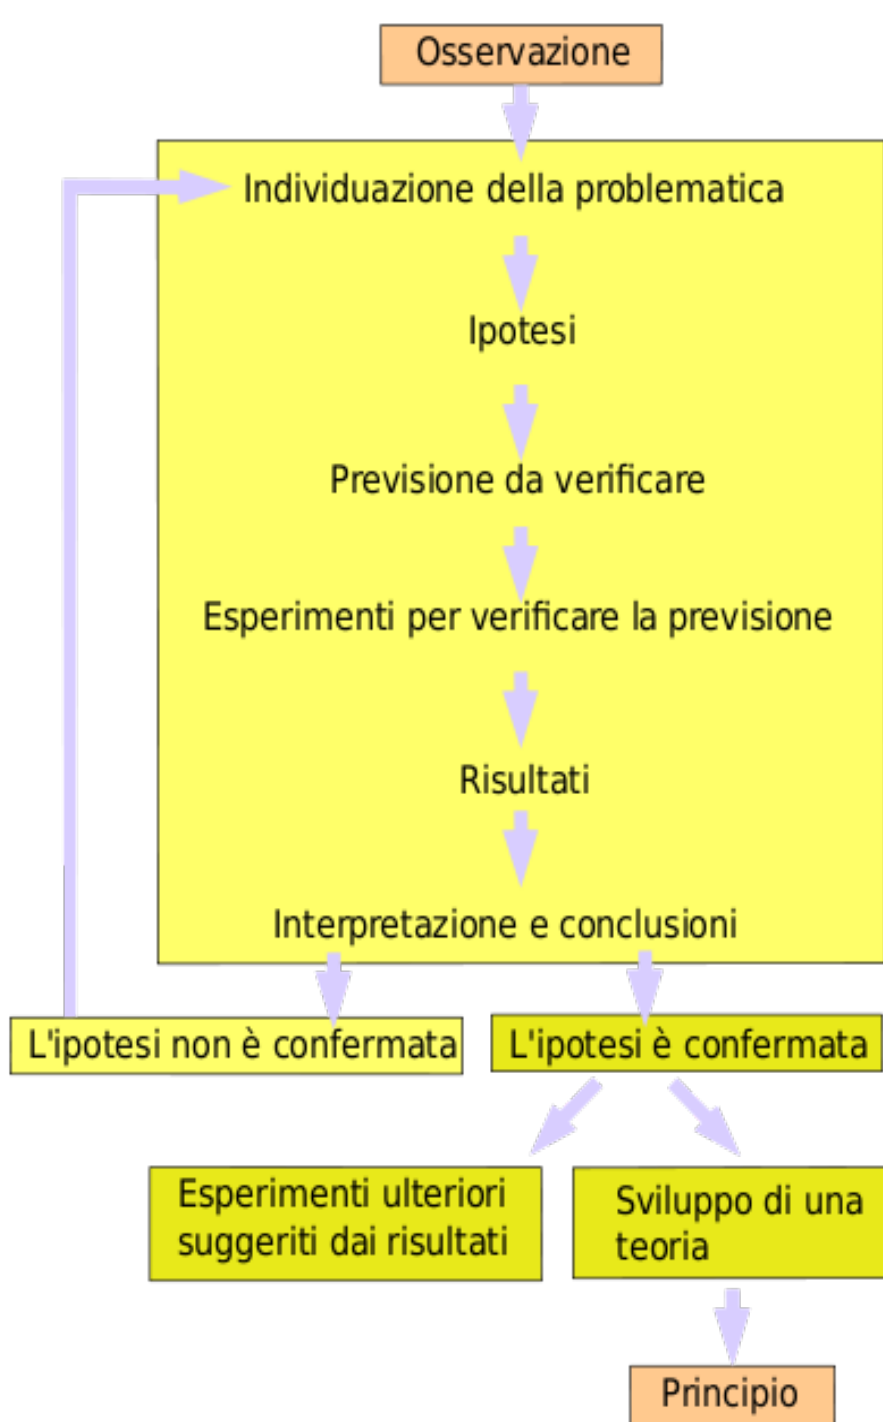 Osservazione
Individuazione della problematica
Ipotesi
Previsione da verificare
Esperimenti per verificare la previsione
Risultati
Interpretazione e conclusioni
L'ipotesi non è confermata
L'ipotesi è confermata
Esperimenti ulteriori
suggeriti dai risultati
Sviluppo di una
teoria
Principio